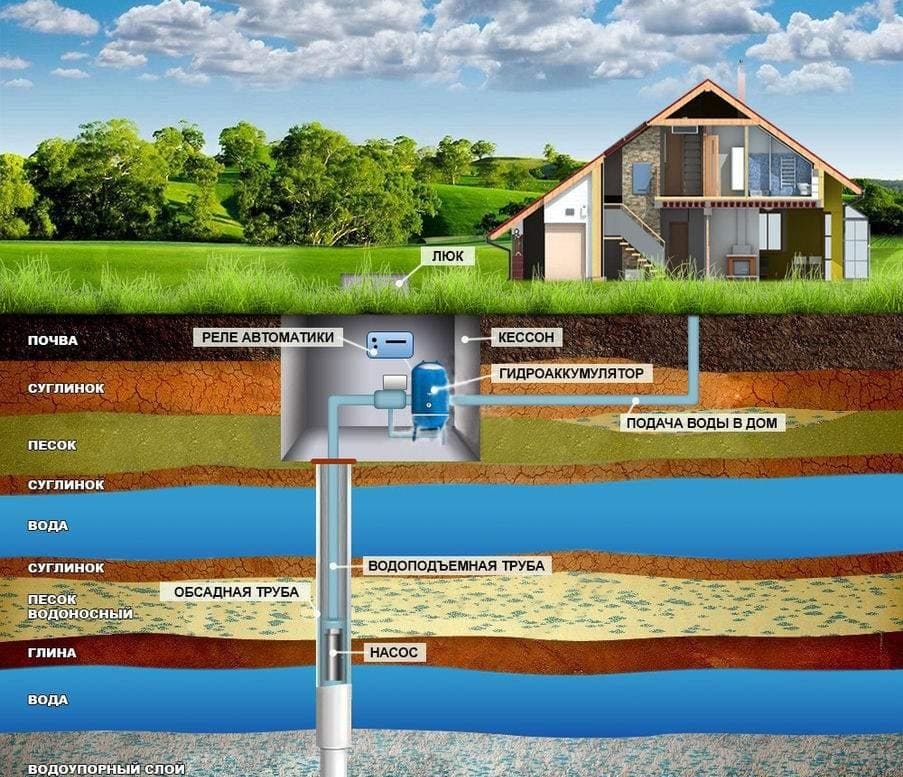 ЛЮК
ПОЧВА
РЕЛЕ АВТОМАТИКИ
КЕССОН
СУГЛИНОК
ГИДРОАККУМУЛЯТОР
ПОДАЧА ВОДЫ В ДОМ
ПЕСОК
СУГЛИНОК
ВОДА
СУГЛИНОК
ВОДОПОДЪЕМНАЯ ТРУБА
ОБСАДНАЯ ТРУБА
ПЕСОК
ВОДОНОСНЫЙ
ГЛИНА
НАСОС
ВОДА
ВОДОУПОРНЫЙ СЛОЙ